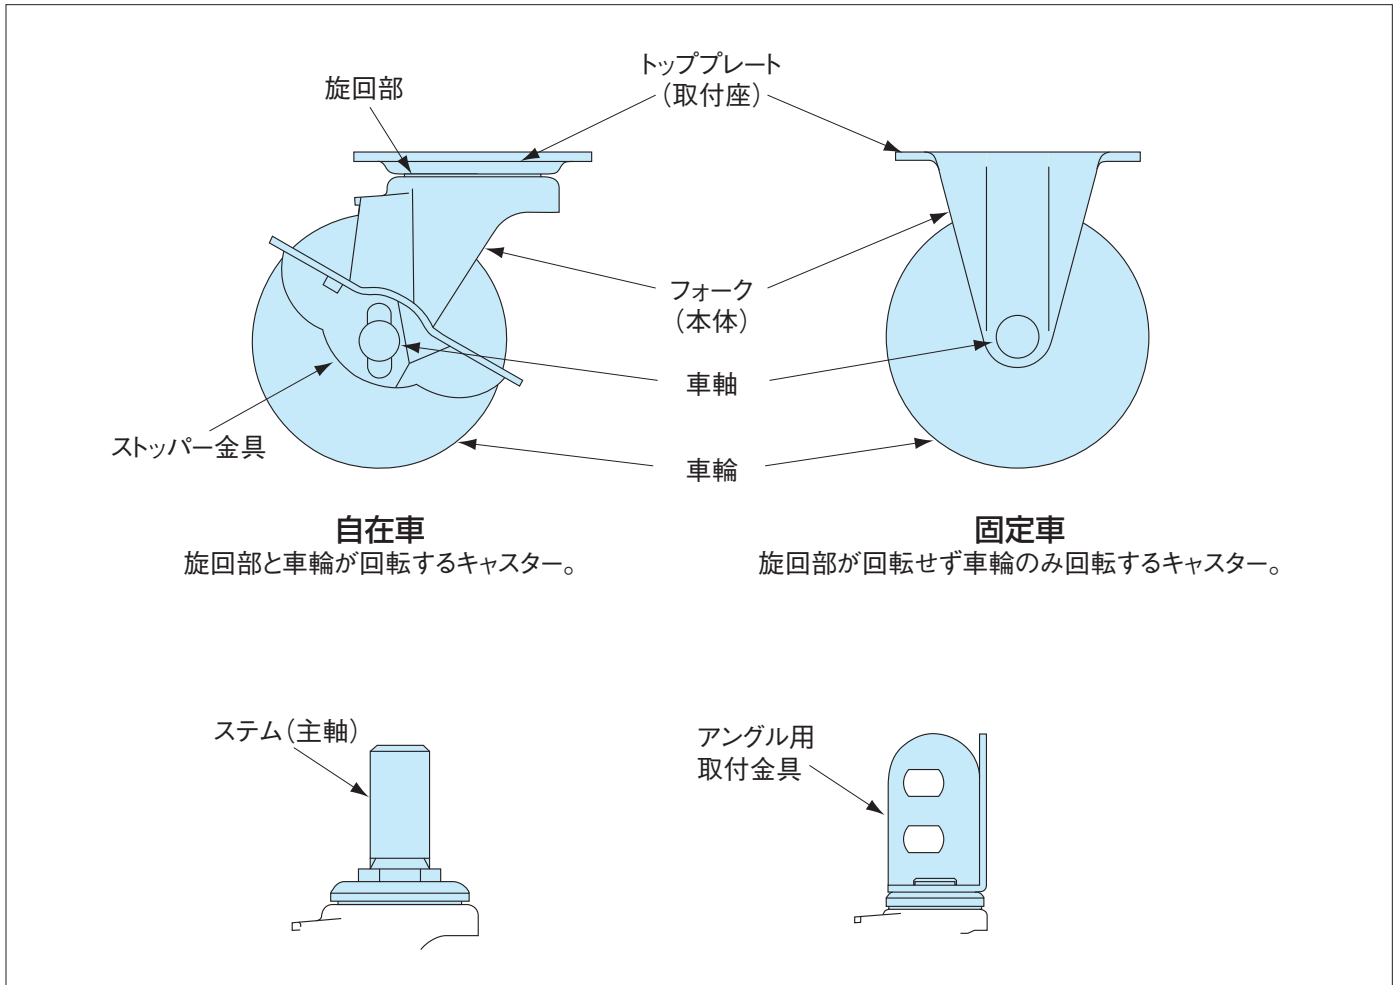 旋回部
トッププレート
（取付座）
フォーク
（本体）
車軸
ストッパー金具
車輪
自在車
旋回部と車輪が回転するキャスター。
固定車
旋回部が回転せず車輪のみ回転するキャスター。
ステム（主軸）
アングル用
取付金具